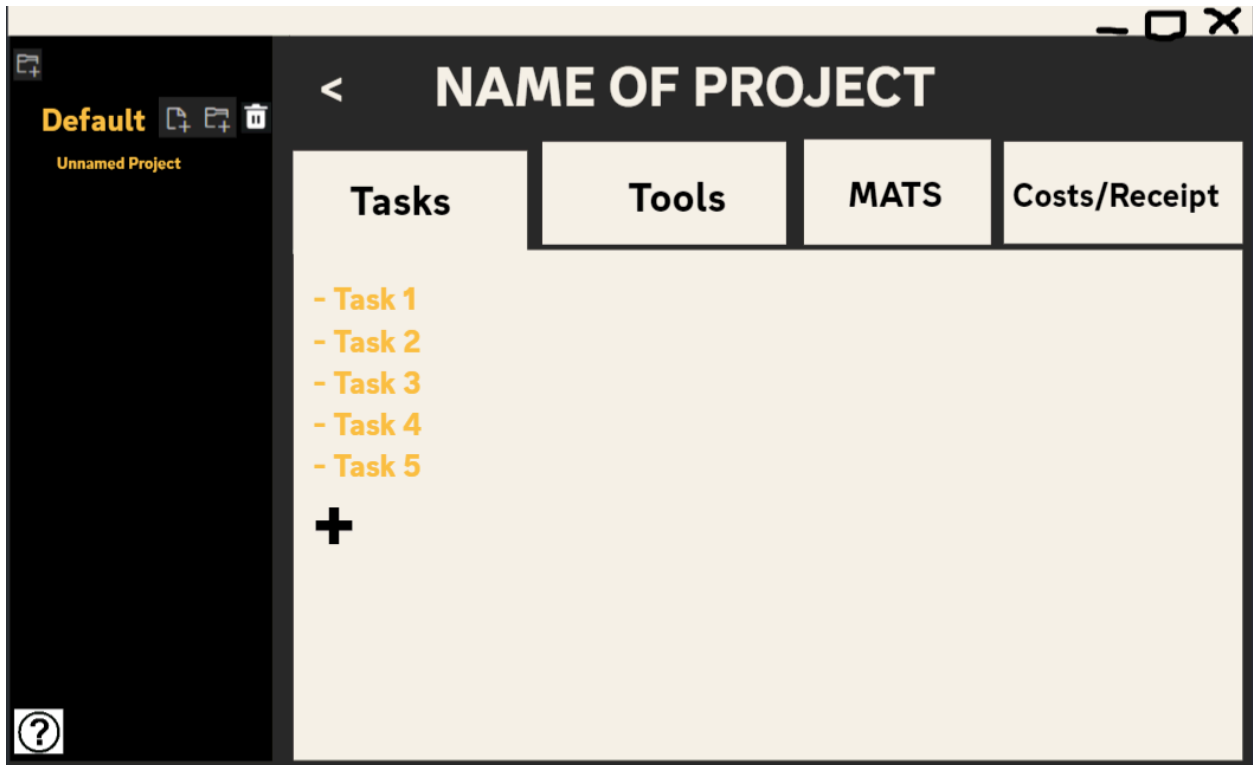 < NAME OF PROJECT
Default
Unnamed Project
Tasks Tools MATS Costs/Receipt
- Task 1
- Task 2
- Task 3
- Task 4
- Task 5
+
?